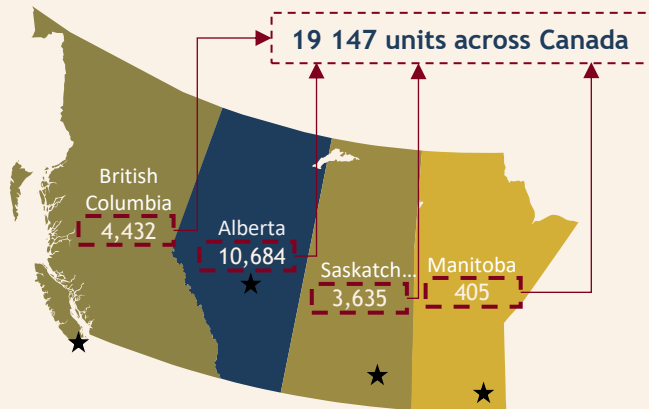 19 147 units across Canada
British
Columbia
4,432
Alberta
10,684
Saskatch...
3,635
Manitoba
405